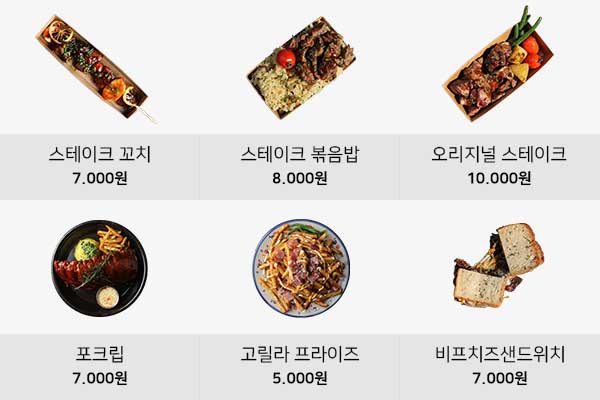 스테이크 꼬치
7.000원
스테이크 볶음밥
8.000원
오리지널 스테이크
10.000원
포크립
7.000원
고릴라 프라이즈
5.000원
비프치즈샌드위치
7.000원